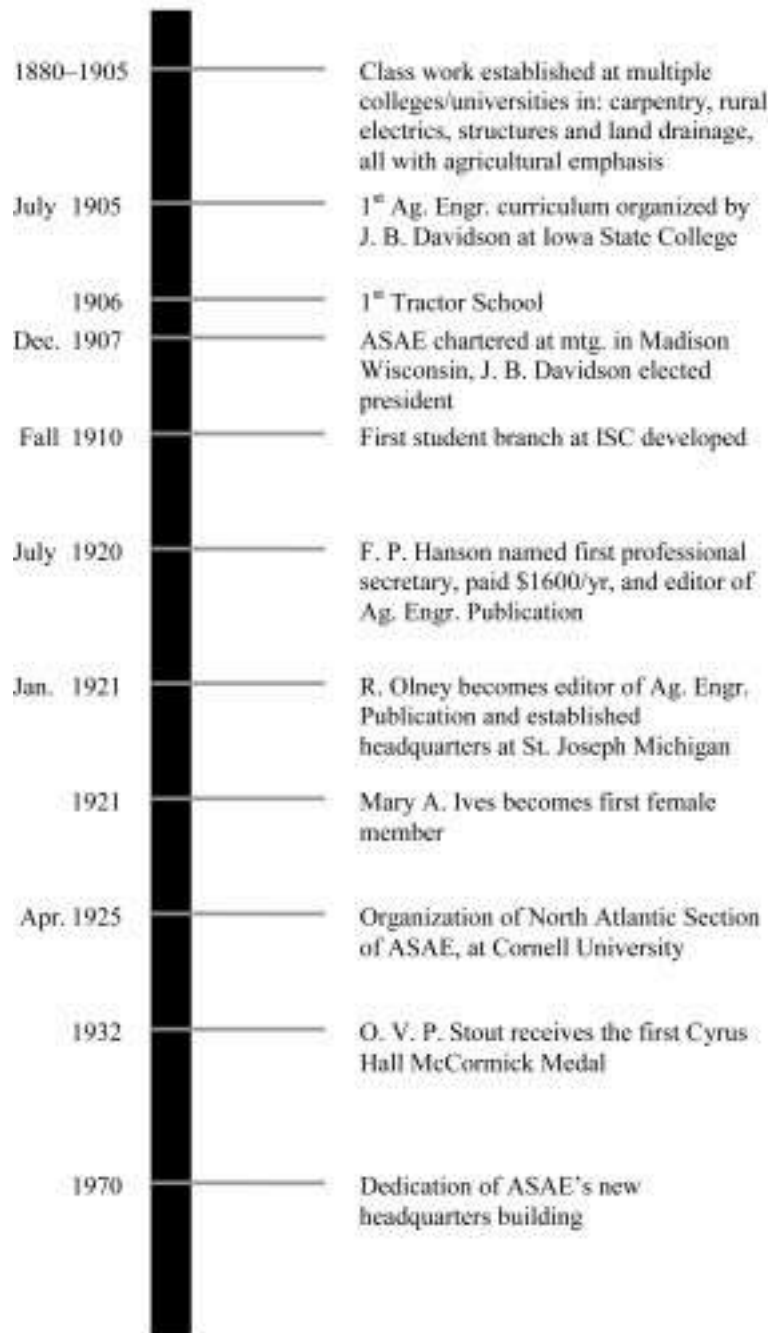 1880–1905 Class work established at multiple
colleges/universities in: carpentry, rural
electrics, structures and land drainage,
all with agricultural emphasis
July 1905 1st Ag. Engr. curriculum organized by
J. B. Davidson at Iowa State College
1906 1st Tractor School
Dec. 1907 ASAE chartered at mtg. in Madison
Wisconsin, J. B. Davidson elected
president
Fall 1910 First student branch at ISC developed
July 1920 F. P. Hanson named first professional
secretary, paid $1600/yr, and editor of
Ag. Engr. Publication
Jan. 1921 R. Olney becomes editor of Ag. Engr.
Publication and established
headquarters at St. Joseph Michigan
1921 Mary A. Ives becomes first female
member
Apr. 1925 Organization of North Atlantic Section
of ASAE, at Cornell University
1932 O. V. P. Stout receives the first Cyrus
Hall McCormick Medal
1970 Dedication of ASAE's new
headquarters building